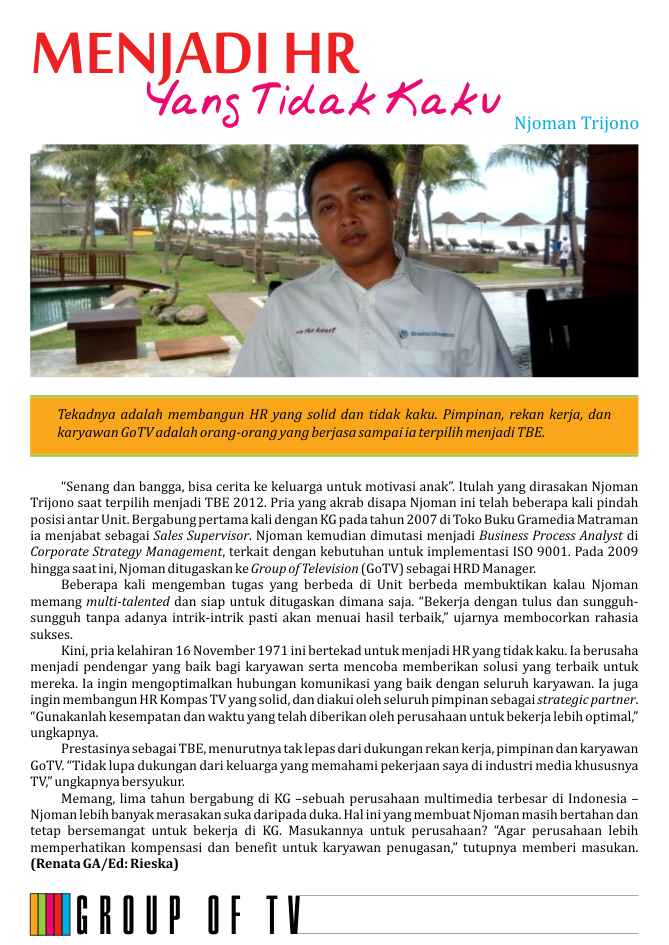 MENJADI HR
Yang Tidak Kaku
Njoman Trijono
Tekadnya adalah membangun HR yang solid dan tidak kaku. Pimpinan, rekan kerja, dan
karyawan GoTV adalah orang-orang yang berjasa sampai ia terpilih menjadi TBE.
“Senang dan bangga, bisa cerita ke keluarga untuk motivasi anak”. Itulah yang dirasakan Njoman
Trijono saat terpilih menjadi TBE 2012. Pria yang akrab disapa Njoman ini telah beberapa kali pindah
posisi antar Unit. Bergabung pertama kali dengan KG pada tahun 2007 di Toko Buku Gramedia Matraman
ia menjabat sebagai Sales Supervisor. Njoman kemudian dimutasi menjadi Business Process Analyst di
Corporate Strategy Management, terkait dengan kebutuhan untuk implementasi ISO 9001. Pada 2009
hingga saat ini, Njoman ditugaskan ke Group of Television (GoTV) sebagai HRD Manager.
Beberapa kali mengemban tugas yang berbeda di Unit berbeda membuktikan kalau Njoman
memang multi-talented dan siap untuk ditugaskan dimana saja. “Bekerja dengan tulus dan sungguh-
sungguh tanpa adanya intrik-intrik pasti akan menuai hasil terbaik,” ujarnya membocorkan rahasia
sukses.
Kini, pria kelahiran 16 November 1971 ini bertekad untuk menjadi HR yang tidak kaku. Ia berusaha
menjadi pendengar yang baik bagi karyawan serta mencoba memberikan solusi yang terbaik untuk
mereka. Ia ingin mengoptimalkan hubungan komunikasi yang baik dengan seluruh karyawan. Ia juga
ingin membangun HR Kompas TV yang solid, dan diakui oleh seluruh pimpinan sebagai strategic partner.
“Gunakanlah kesempatan dan waktu yang telah diberikan oleh perusahaan untuk bekerja lebih optimal,”
ungkapnya.
Prestasinya sebagai TBE, menurutnya tak lepas dari dukungan rekan kerja, pimpinan dan karyawan
GoTV. “Tidak lupa dukungan dari keluarga yang memahami pekerjaan saya di industri media khususnya
TV,” ungkapnya bersyukur.
Memang, lima tahun bergabung di KG –sebuah perusahaan multimedia terbesar di Indonesia –
Njoman lebih banyak merasakan suka daripada duka. Hal ini yang membuat Njoman masih bertahan dan
tetap bersemangat untuk bekerja di KG. Masukannya untuk perusahaan? “Agar perusahaan lebih
memperhatikan kompensasi dan benefit untuk karyawan penugasan,” tutupnya memberi masukan.
(Renata GA/Ed: Rieska)
GROUP OF TV